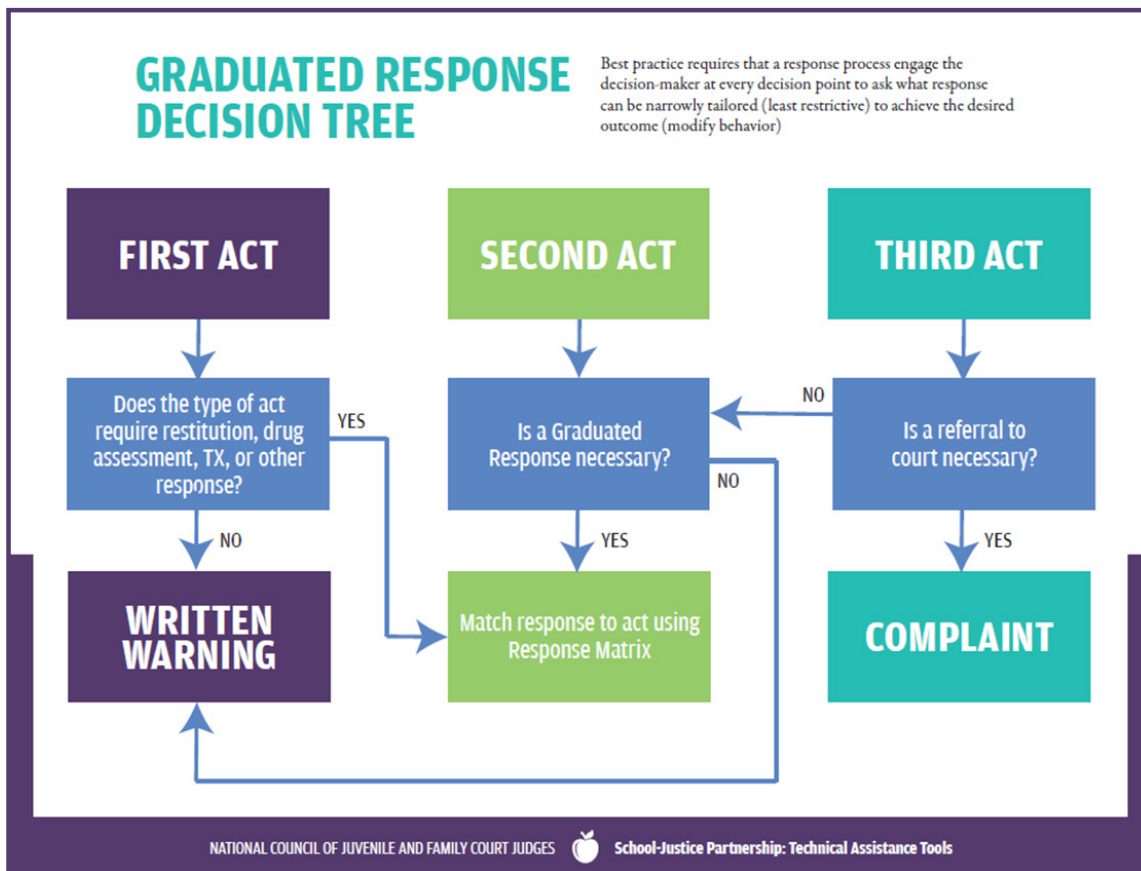 GRADUATED RESPONSE
DECISION TREE
Best practice requires that a response process engage the
decision-maker at every decision point to ask what response
can be narrowly tailored (least restrictive) to achieve the desired
outcome (modify behavior)
FIRST ACT
SECOND ACT
THIRD ACT
Does the type of act
require restitution, drug
assessment, TX, or other
response?
YES
NO
Is a Graduated
Response necessary?
NO
YES
NO
Is a referral to
court necessary?
YES
WRITTEN
WARNING
Match response to act using
Response Matrix
COMPLAINT
NATIONAL COUNCIL OF JUVENILE AND FAMILY COURT JUDGES
School-Justice Partnership: Technical Assistance Tools